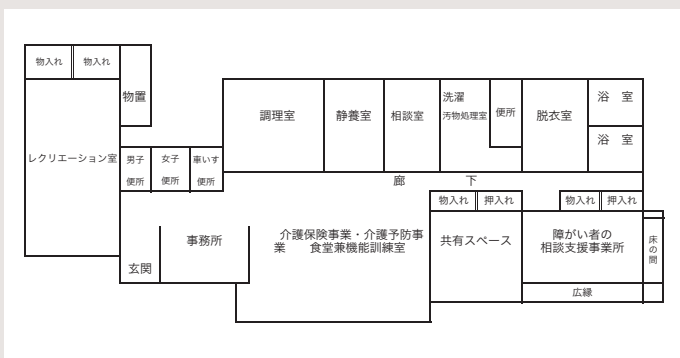 物入れ 物入れ
物置
調理室
静養室
相談室
洗濯
汚物処理室
便所
脱衣室
浴　室
浴　室
レクリエーション室
男子
便所
女子
便所
車いす
便所
廊　下
物入れ 押入れ
物入れ 押入れ
事務所
玄関
介護保険事業・介護予防事
業　食堂兼機能訓練室
共有スペース
障がい者の
相談支援事業所
床の間
広縁